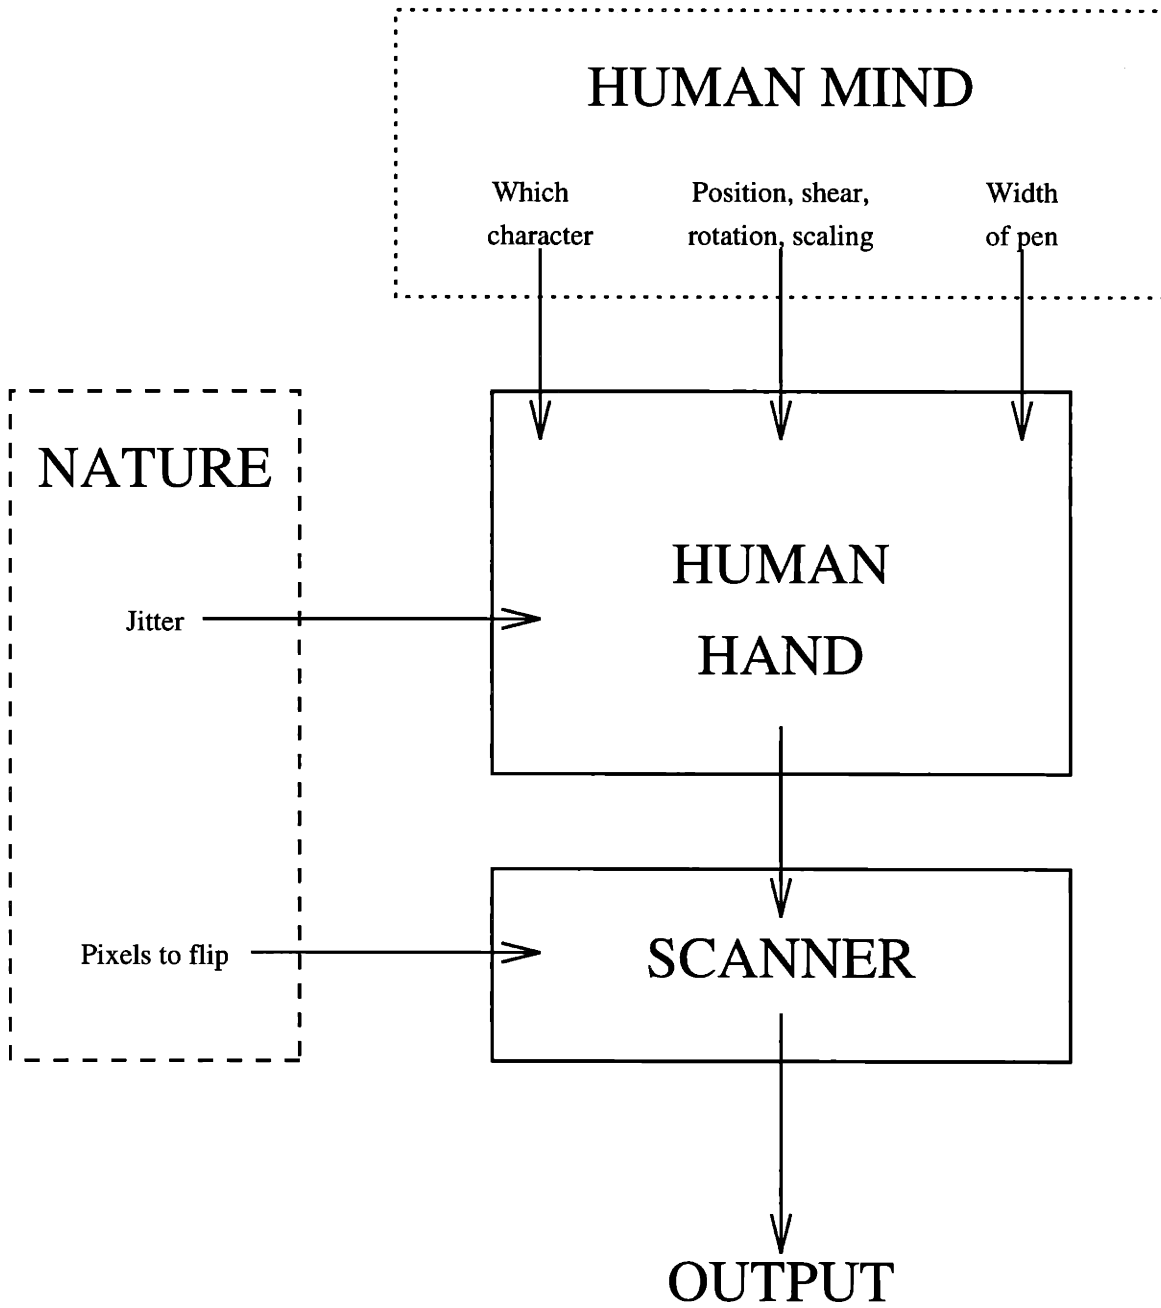 HUMAN MIND
Which
character
Position, shear,
rotation, scaling
Width
of pen
NATURE
Jitter
Pixels to flip
HUMAN
HAND
SCANNER
OUTPUT